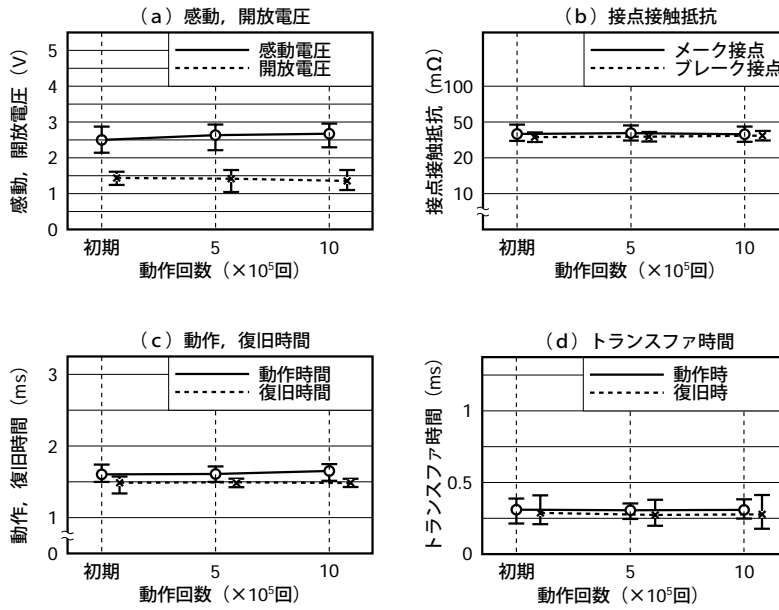 (a) 感動，開放電圧
感動電圧
開放電圧
感動，開放電圧 (V)
5
4
3
2
1
0
初期
5
10
動作回数（×10⁵回）
(b) 接点接触抵抗
メーク接点
ブレーク接点
接点接触抵抗 (mΩ)
100
50
20
10
初期
5
10
動作回数（×10⁵回）
(c) 動作，復旧時間
動作時間
復旧時間
動作，復旧時間 (ms)
3
2
1
0
初期
5
10
動作回数（×10⁵回）
(d) トランスファ時間
動作時
復旧時
トランスファ時間 (ms)
1
0.5
0
初期
5
10
動作回数（×10⁵回）